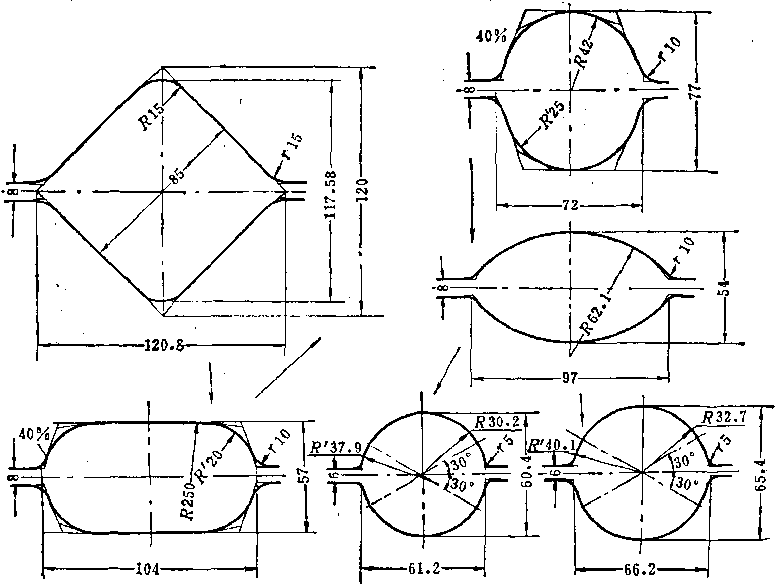 R15
85
r15
8
117.58
120
120.8
40%
R42
r10
8
R'25
77
72
r10
8
R62.1
54
97
40%
R'20
r10
8
R250
57
104
R'37.9
R30.2
r5
6
30°
30°
60.4
61.2
R'40.1
R32.7
r5
6
30°
30°
65.4
66.2